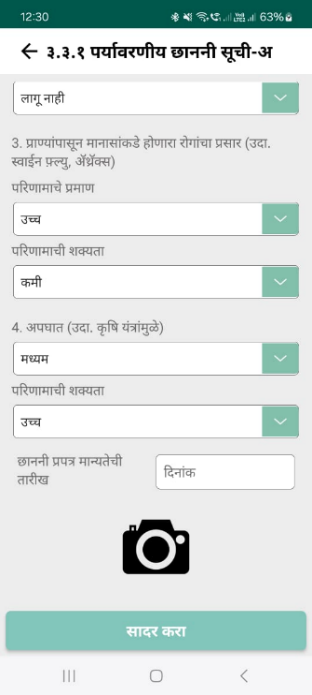 12:30
63%
३.३.१ पर्यावरणीय छाननी सूची-अ
लागू नाही
3. प्राण्यांपासून मानासांकडे होणारा रोगांचा प्रसार (उदा.
स्वाईन फ़्ल्यु, ॲंथ्रॅक्स)
परिणामाचे प्रमाण
उच्च
परिणामाची शक्यता
कमी
4. अपघात (उदा. कृषि यंत्रांमुळे)
मध्यम
परिणामाची शक्यता
उच्च
छाननी प्रपत्र मान्यतेची
तारीख
दिनांक
सादर करा